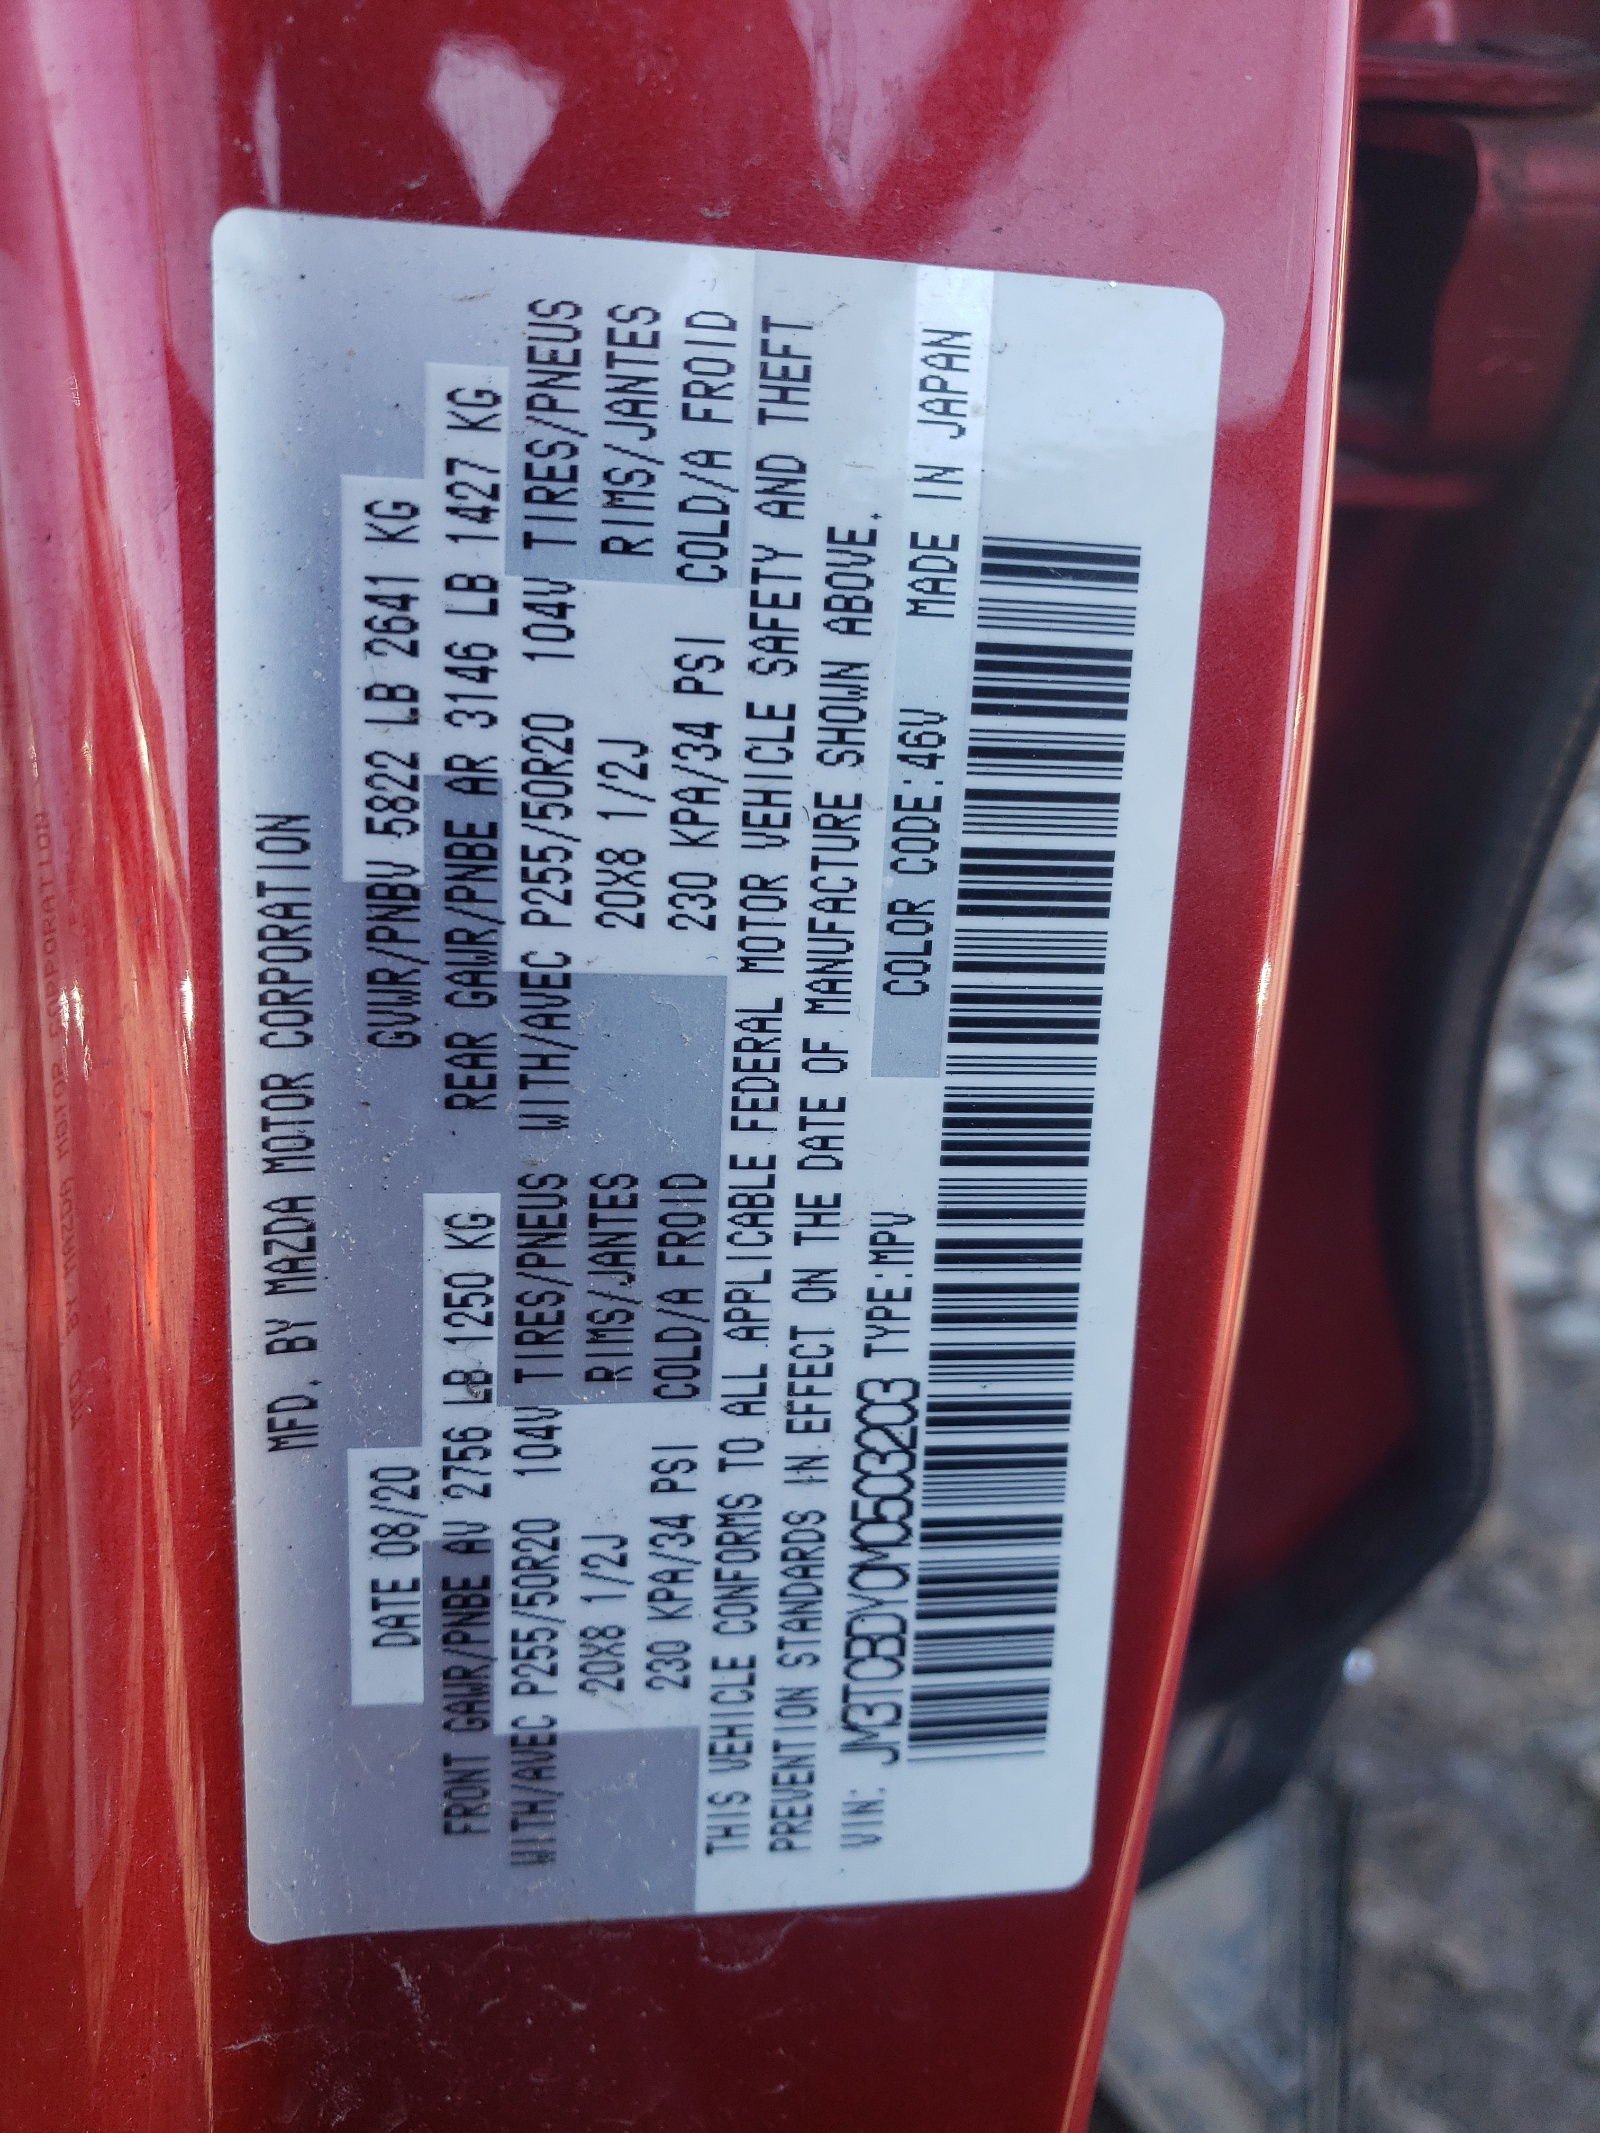 MFD. BY MAZDA MOTOR CORPORATION
DATE 08/20 GVWR/PNBV 5822 LB 2641 KG
FRONT GAWR/PNBE AV 2756 LB 1250 KG REAR GAWR/PNBE AR 3146 LB 1427 KG
WITH/AVEC P255/50R20 104V TIRES/PNEUS WITH/AVEC P255/50R20 104V TIRES/PNEUS
20X8 1/2J RIMS/JANTES 20X8 1/2J RIMS/JANTES
230 KPA/34 PSI COLD/A FROID 230 KPA/34 PSI COLD/A FROID
THIS VEHICLE CONFORMS TO ALL APPLICABLE FEDERAL MOTOR VEHICLE SAFETY AND THEFT
PREVENTION STANDARDS IN EFFECT ON THE DATE OF MANUFACTURE SHOWN ABOVE.
VIN: JM3TCBDY0M0503203 TYPE:MPV COLOR CODE:46V MADE IN JAPAN